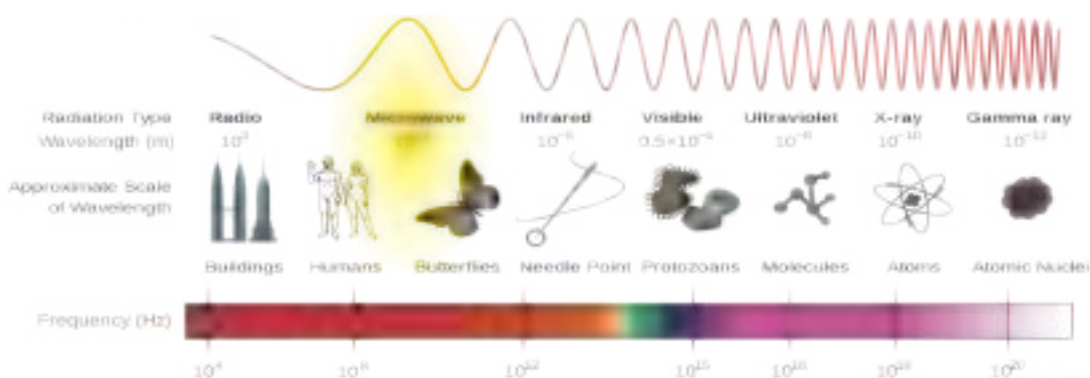 Radiation Type Radio Microwave Infrared Visible Ultraviolet X-ray Gamma ray
Wavelength (m) 10³ 0.5×10⁻⁶ 10⁻⁸ 10⁻¹⁰ 10⁻¹²
Approximate Scale
of Wavelength
Buildings Humans Butterflies Needle Point Protozoans Molecules Atoms Atomic Nuclei
Frequency (Hz)
10⁴ 10⁸ 10¹² 10¹⁵ 10¹⁶ 10¹⁸ 10²⁰